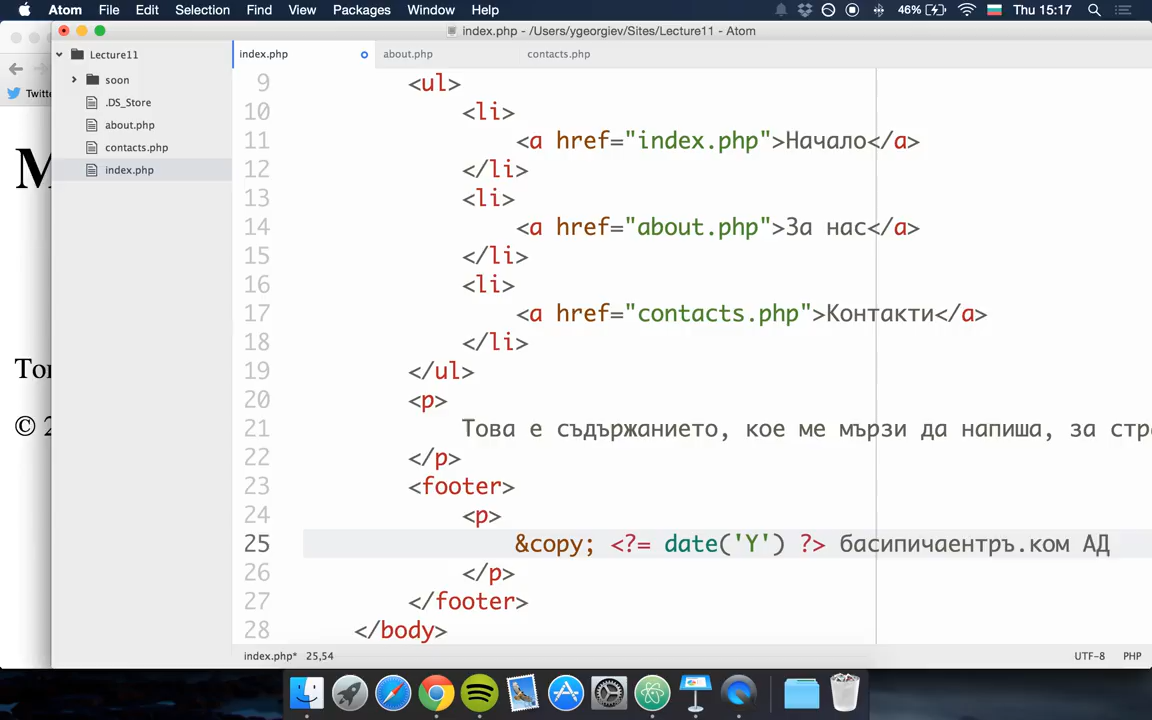 Atom File Edit Selection Find View Packages Window Help 46% Thu 15:17
index.php - /Users/ygeorgiev/Sites/Lecture11 - Atom
Lecture11
soon
.DS_Store
about.php
contacts.php
index.php
index.php about.php contacts.php
9 <ul>
10 <li>
11 <a href="index.php">Начало</a>
12 </li>
13 <li>
14 <a href="about.php">За нас</a>
15 </li>
16 <li>
17 <a href="contacts.php">Контакти</a>
18 </li>
19 </ul>
20 <p>
21 Това е съдържанието, кое ме мързи да напиша, за стр
22 </p>
23 <footer>
24 <p>
25 &copy; <?= date('Y') ?> басипичаентръ.ком АД
26 </p>
27 </footer>
28 </body>
index.php* 25,54 UTF-8 PHP